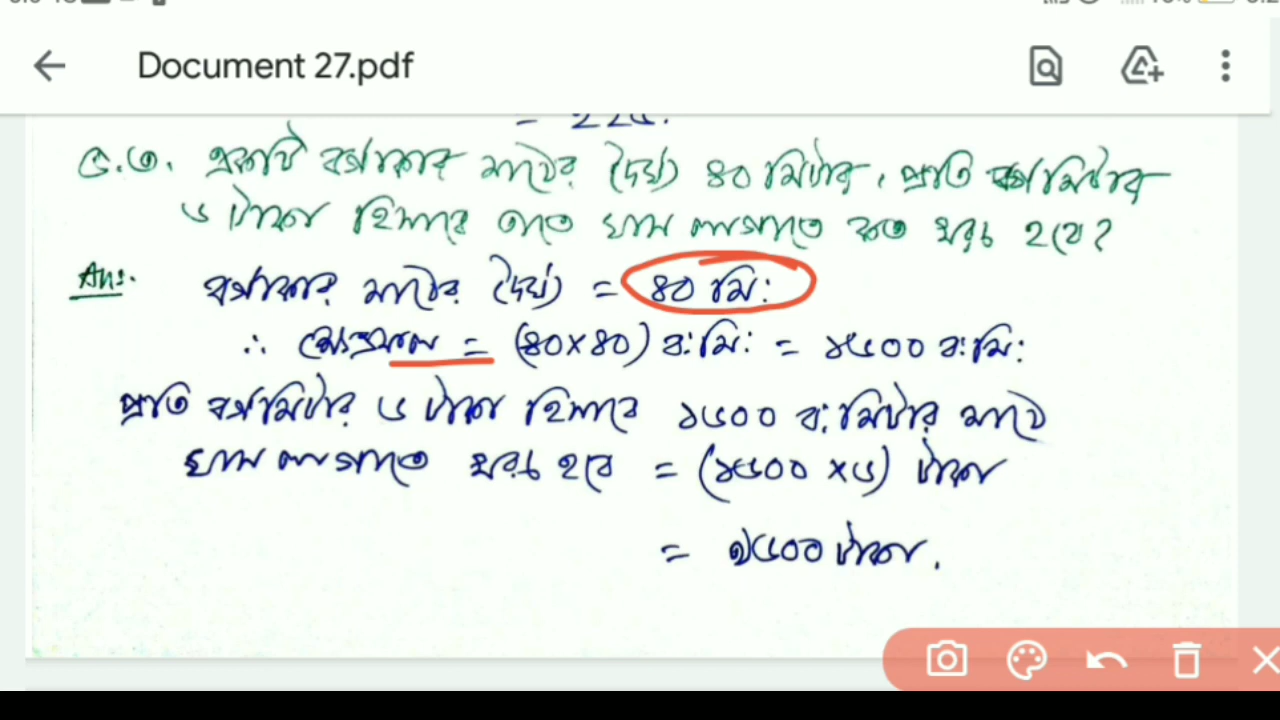 Document 27.pdf
৫.৩. একটি বর্গাকার মাঠের দৈর্ঘ্য ৪০ মিটার, প্রতি বর্গমিটার
৬ টাকা হিসাবে তাতে ঘাস লাগাতে কত খরচ হবে?
Ans. বর্গাকার মাঠের দৈর্ঘ্য = ৪০ মি:
∴ ক্ষেত্রফল = (৪০×৪০) ব:মি: = ১৬০০ ব:মি:
প্রতি বর্গমিটার ৬ টাকা হিসাবে ১৬০০ ব: মিটার মাঠে
ঘাস লাগাতে খরচ হবে = (১৬০০ ×৬) টাকা
= ৯৬০০ টাকা.